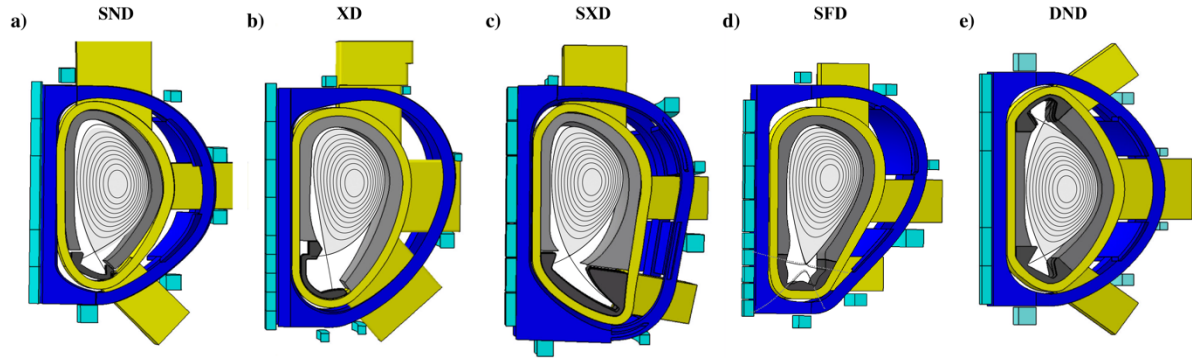 a) SND
b) XD
c) SXD
d) SFD
e) DND